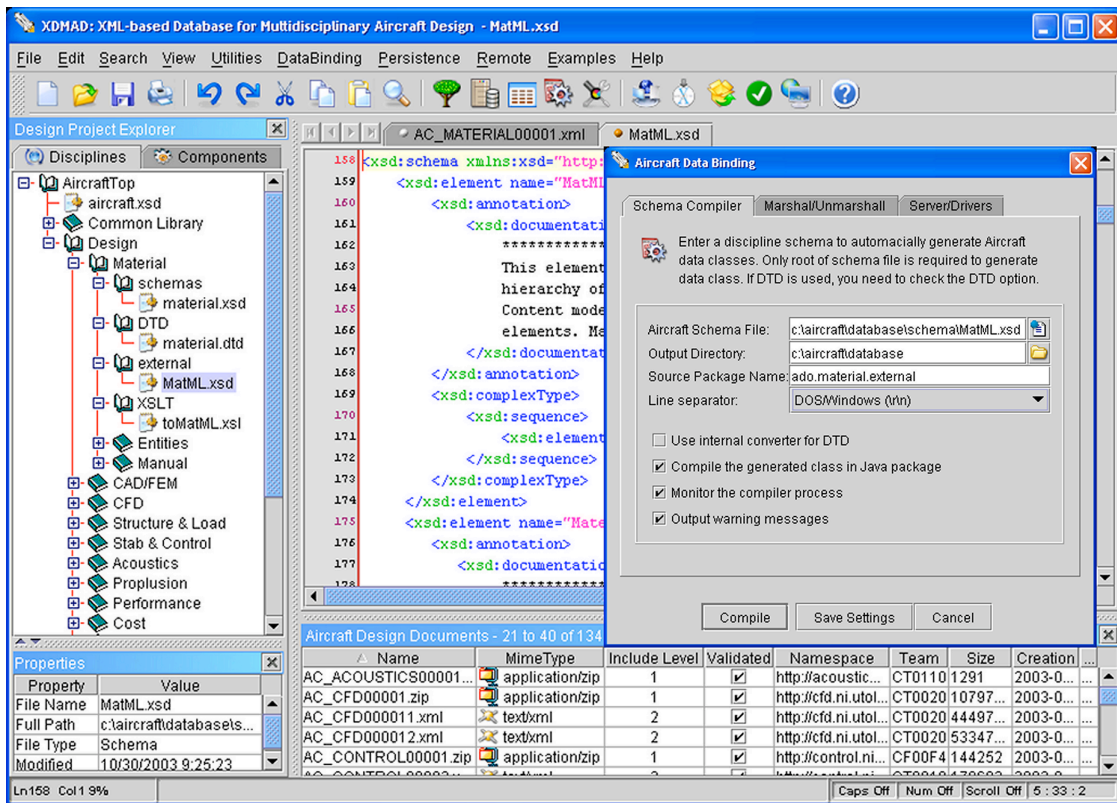 XDMAD: XML-based Database for Multidisciplinary Aircraft Design - MatML.xsd
File Edit Search View Utilities DataBinding Persistence Remote Examples Help
Design Project Explorer
Disciplines Components
AircraftTop
aircraft.xsd
Common Library
Design
Material
schemas
material.xsd
DTD
material.dtd
external
MatML.xsd
XSLT
toMatML.xsl
Entities
Manual
CAD/FEM
CFD
Structure & Load
Stab & Control
Acoustics
Proplusion
Performance
Cost
Properties
Property Value
File Name MatML.xsd
Full Path c:\aircraft\database\s...
File Type Schema
Modified 10/30/2003 9:25:23
AC_MATERIAL00001.xml MatML.xsd
158 <xsd:schema xmlns:xsd="http:
159 <xsd:element name="MatML
160 <xsd:annotation>
161 <xsd:documentati
162 ************
163 This element
164 hierarchy of
165 Content mode
166 elements. Ma
167 </xsd:documentat
168 </xsd:annotation>
169 <xsd:complexType>
170 <xsd:sequence>
171 <xsd:element
172 </xsd:sequence>
173 </xsd:complexType>
174 </xsd:element>
175 <xsd:element name="Mate
176 <xsd:annotation>
177 <xsd:documentatio
178 ************
Aircraft Data Binding
Schema Compiler Marshal/Unmarshall Server/Drivers
Enter a discipline schema to automacially generate Aircraft
data classes. Only root of schema file is required to generate
data class. If DTD is used, you need to check the DTD option.
Aircraft Schema File: c:\aircraft\database\schema\MatML.xsd
Output Directory: c:\aircraft\database
Source Package Name: ado.material.external
Line separator: DOS/Windows (\r\n)
Use internal converter for DTD
Compile the generated class in Java package
Monitor the compiler process
Output warning messages
Compile Save Settings Cancel
Aircraft Design Documents - 21 to 40 of 134
Name MimeType Include Level Validated Namespace Team Size Creation ...
AC_ACOUSTICS00001... application/zip 1 http://acoustic... CT0110 1291 2003-0... ...
AC_CFD00001.zip application/zip 1 http://cfd.ni.utol... CT0020 10797... 2003-0... ...
AC_CFD000011.xml text/xml 2 http://cfd.ni.utol... CT0020 44497... 2003-0... ...
AC_CFD000012.xml text/xml 2 http://cfd.ni.utol... CT0020 53347... 2003-0... ...
AC_CONTROL00001.zip application/zip 1 http://control.ni... CF00F4 144252 2003-0... ...
Ln158 Col1 9% Caps Off Num Off Scroll Off 5 : 33 : 2